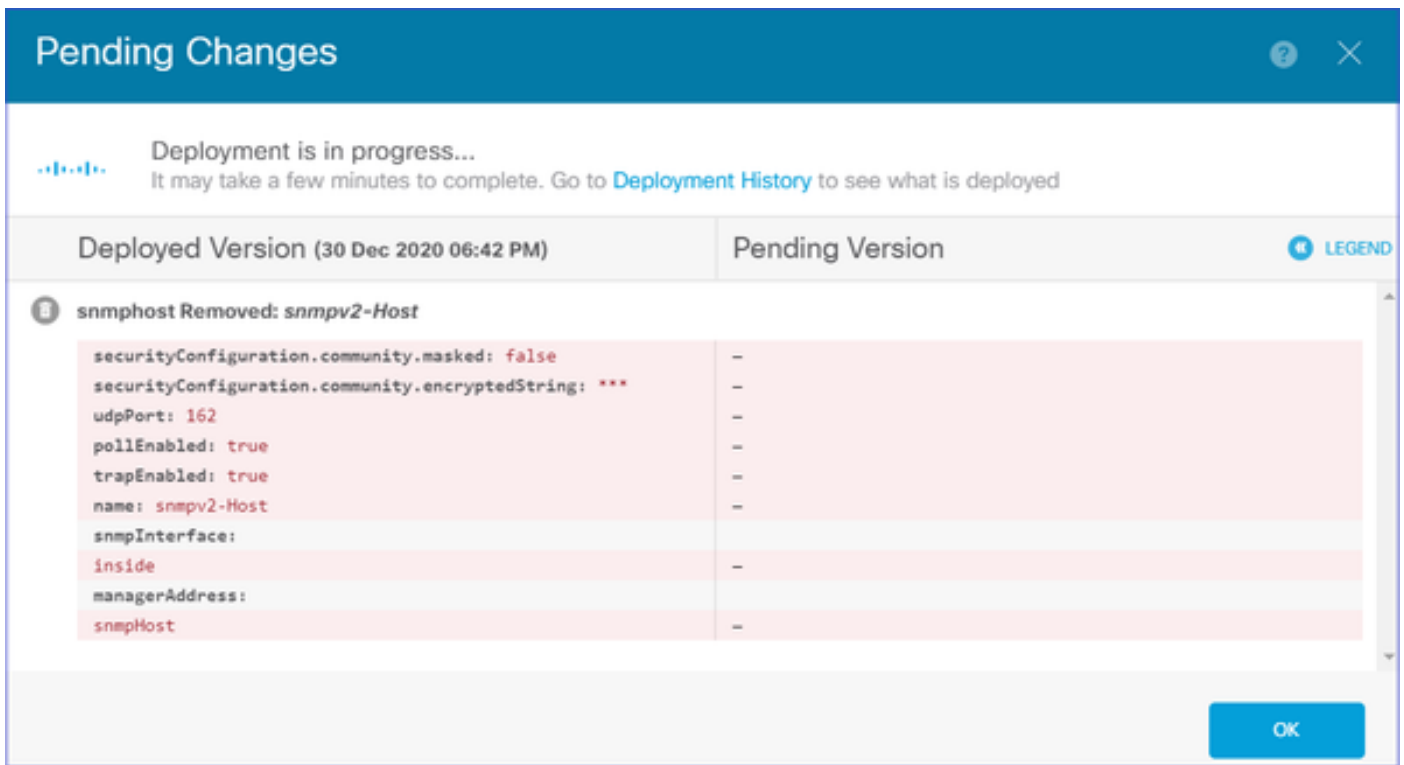 Pending Changes
Deployment is in progress...
It may take a few minutes to complete. Go to Deployment History to see what is deployed
Deployed Version (30 Dec 2020 06:42 PM)
Pending Version
LEGEND
snmphost Removed: snmpv2-Host
securityConfiguration.community.masked: false
–
securityConfiguration.community.encryptedString: ***
–
udpPort: 162
–
pollEnabled: true
–
trapEnabled: true
–
name: snmpv2-Host
–
snmpInterface:
inside
–
managerAddress:
snmpHost
–
OK